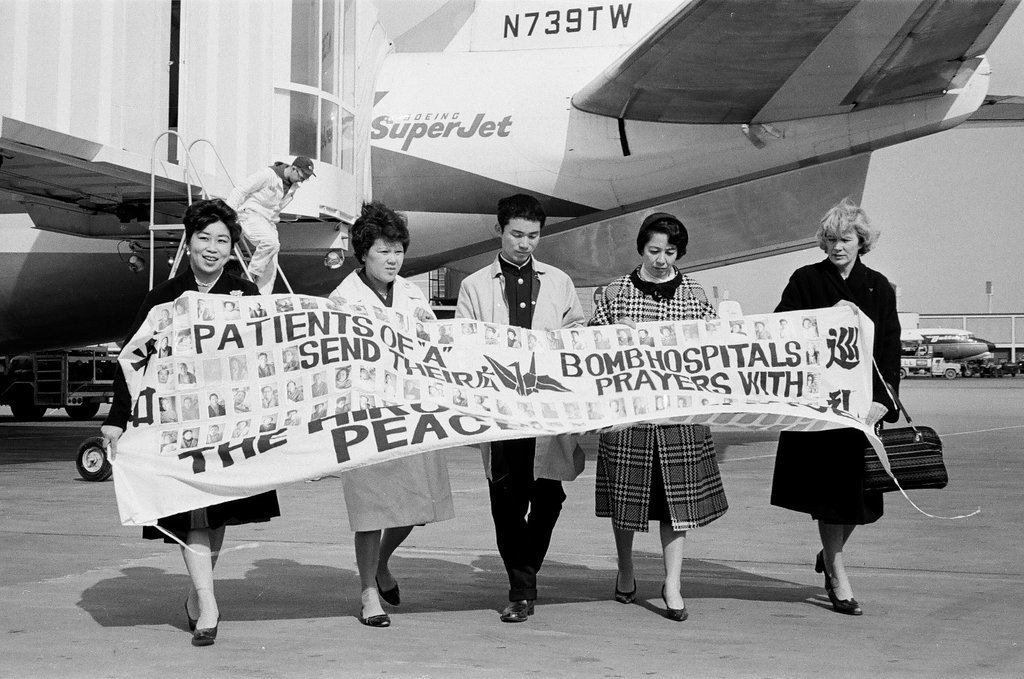 N739TW
BOEING
SuperJet
PATIENTS OF "A" BOMB HOSPITALS
SEND THEIR PRAYERS WITH
THE
PEACE
巡